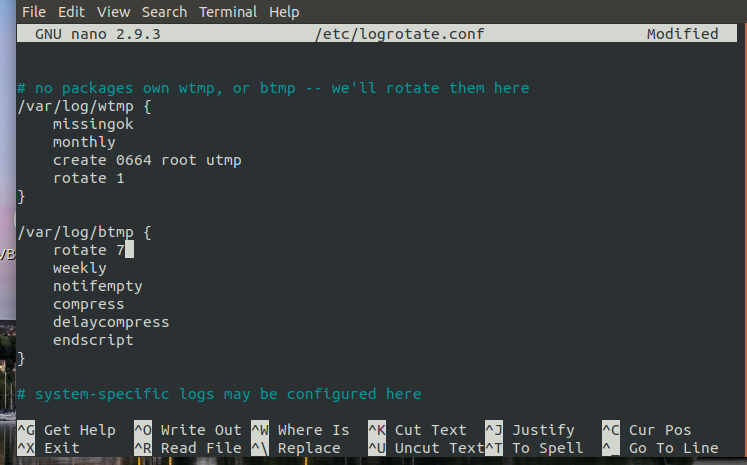 File Edit View Search Terminal Help
GNU nano 2.9.3 /etc/logrotate.conf Modified
# no packages own wtmp, or btmp -- we'll rotate them here
/var/log/wtmp {
missingok
monthly
create 0664 root utmp
rotate 1
}
/var/log/btmp {
rotate 7
weekly
notifempty
compress
delaycompress
endscript
}
# system-specific logs may be configured here
^G Get Help ^O Write Out ^W Where Is ^K Cut Text ^J Justify ^C Cur Pos
^X Exit ^R Read File ^\ Replace ^U Uncut Text^T To Spell ^_ Go To Line